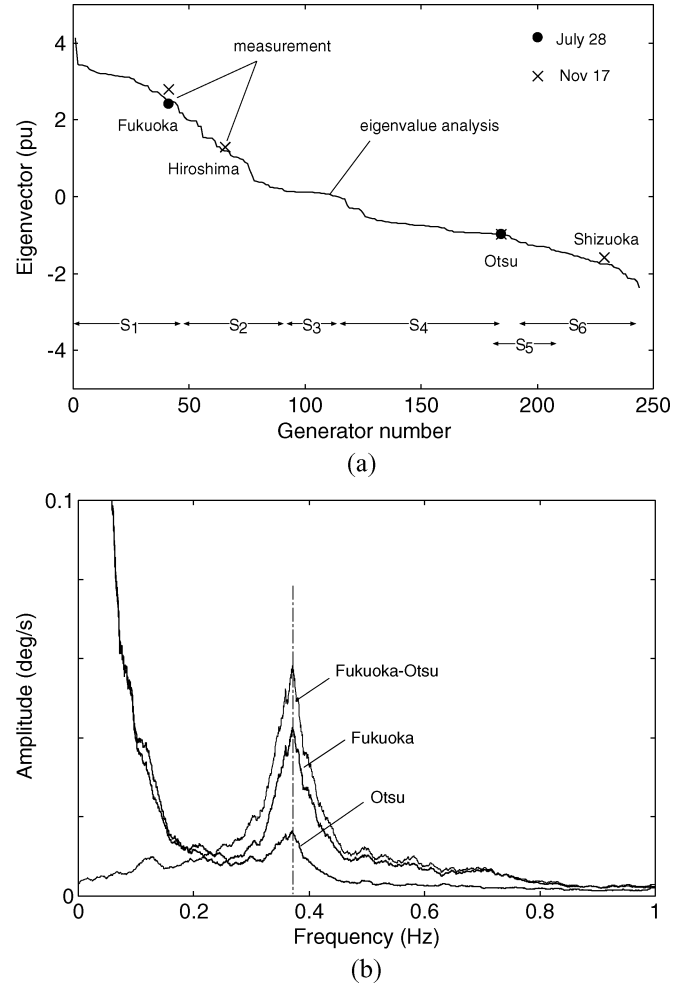 4
2
0
-2
-4
Eigenvector (pu)
measurement
July 28
Nov 17
Fukuoka
eigenvalue analysis
Hiroshima
Shizuoka
Otsu
S1
S2
S3
S4
S6
S5
0 50 100 150 200 250
Generator number
(a)
0.1
0
Amplitude (deg/s)
Fukuoka-Otsu
Fukuoka
Otsu
0 0.2 0.4 0.6 0.8 1
Frequency (Hz)
(b)